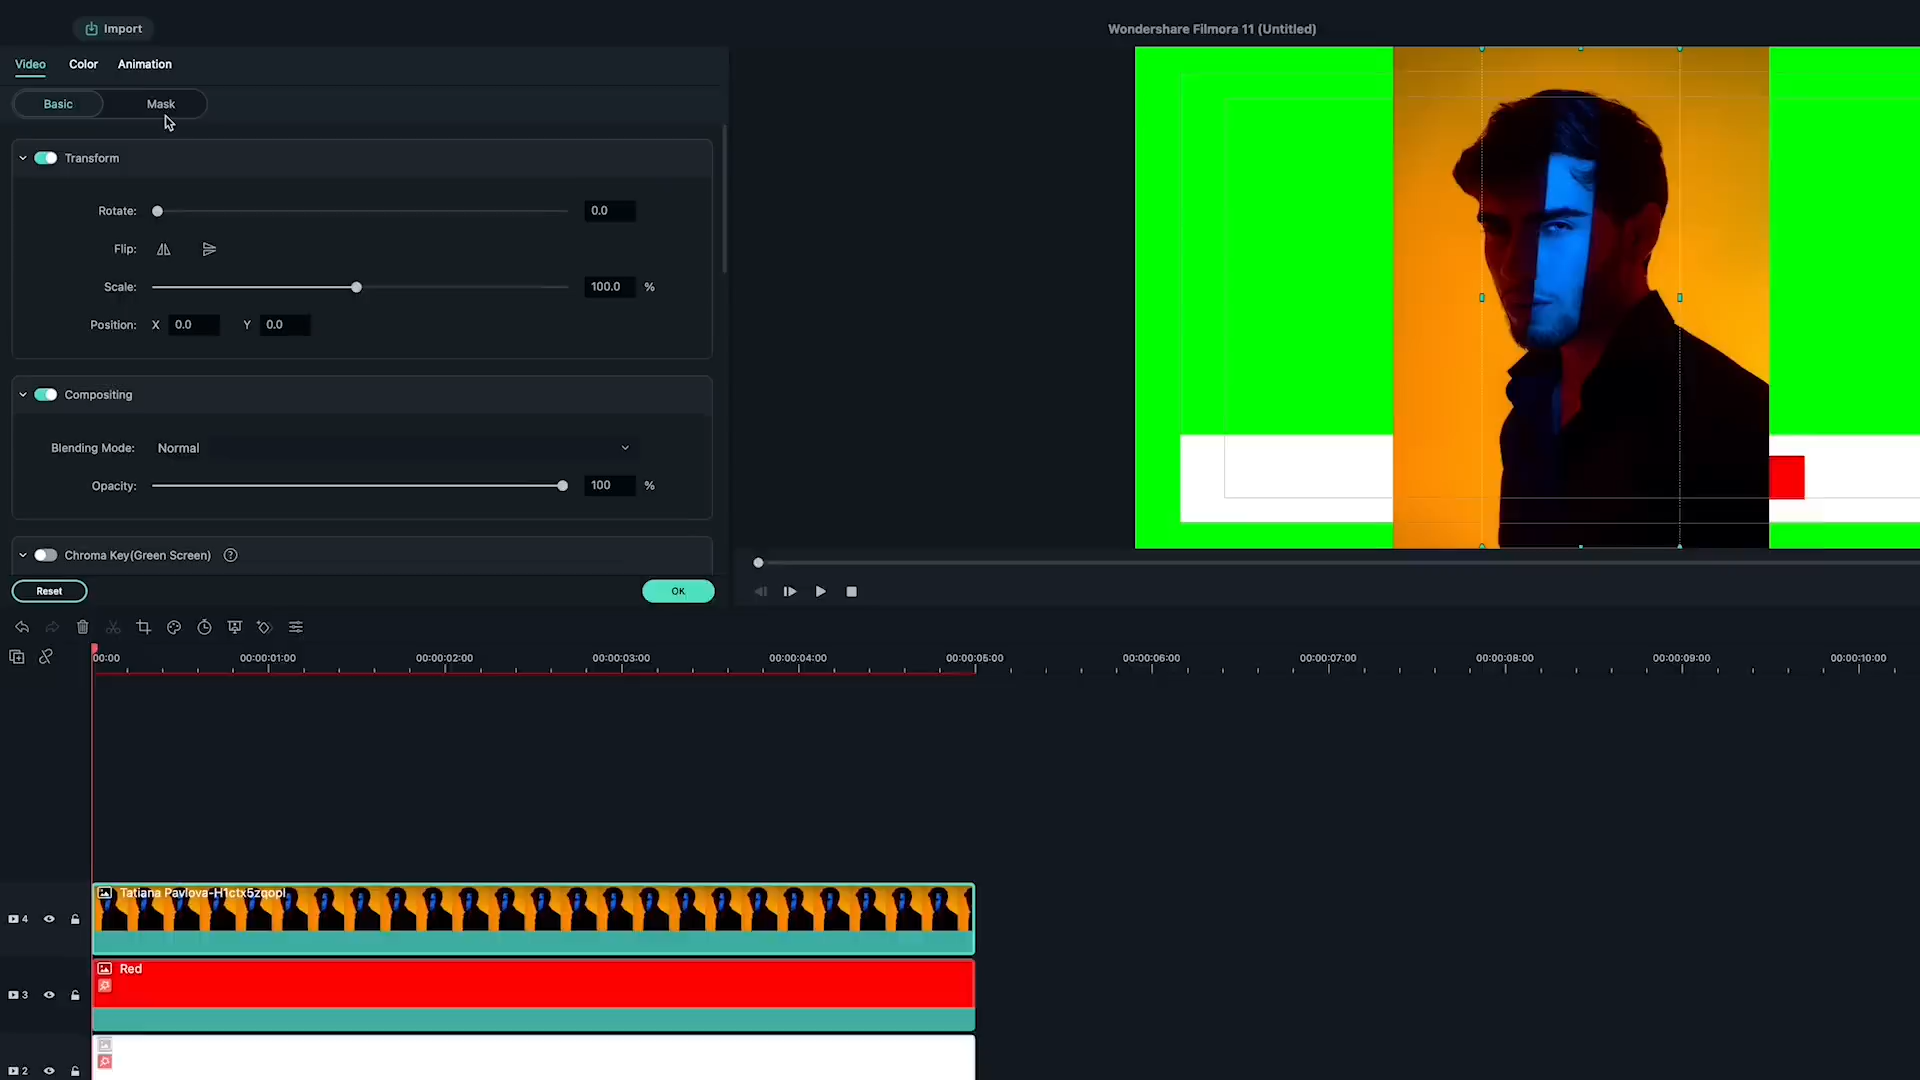 Import
Wondershare Filmora 11 (Untitled)
Video Color Animation
Basic Mask
Transform
Rotate: 0.0
Flip:
Scale: 100.0 %
Position: X 0.0 Y 0.0
Compositing
Blending Mode: Normal
Opacity: 100 %
Chroma Key(Green Screen) ?
Reset OK
00:00 00:00:01:00 00:00:02:00 00:00:03:00 00:00:04:00 00:00:05:00 00:00:06:00 00:00:07:00 00:00:08:00 00:00:09:00 00:00:10:00
Tatiana Pavlova-H1ctx5zqopI
4
Red
3
2